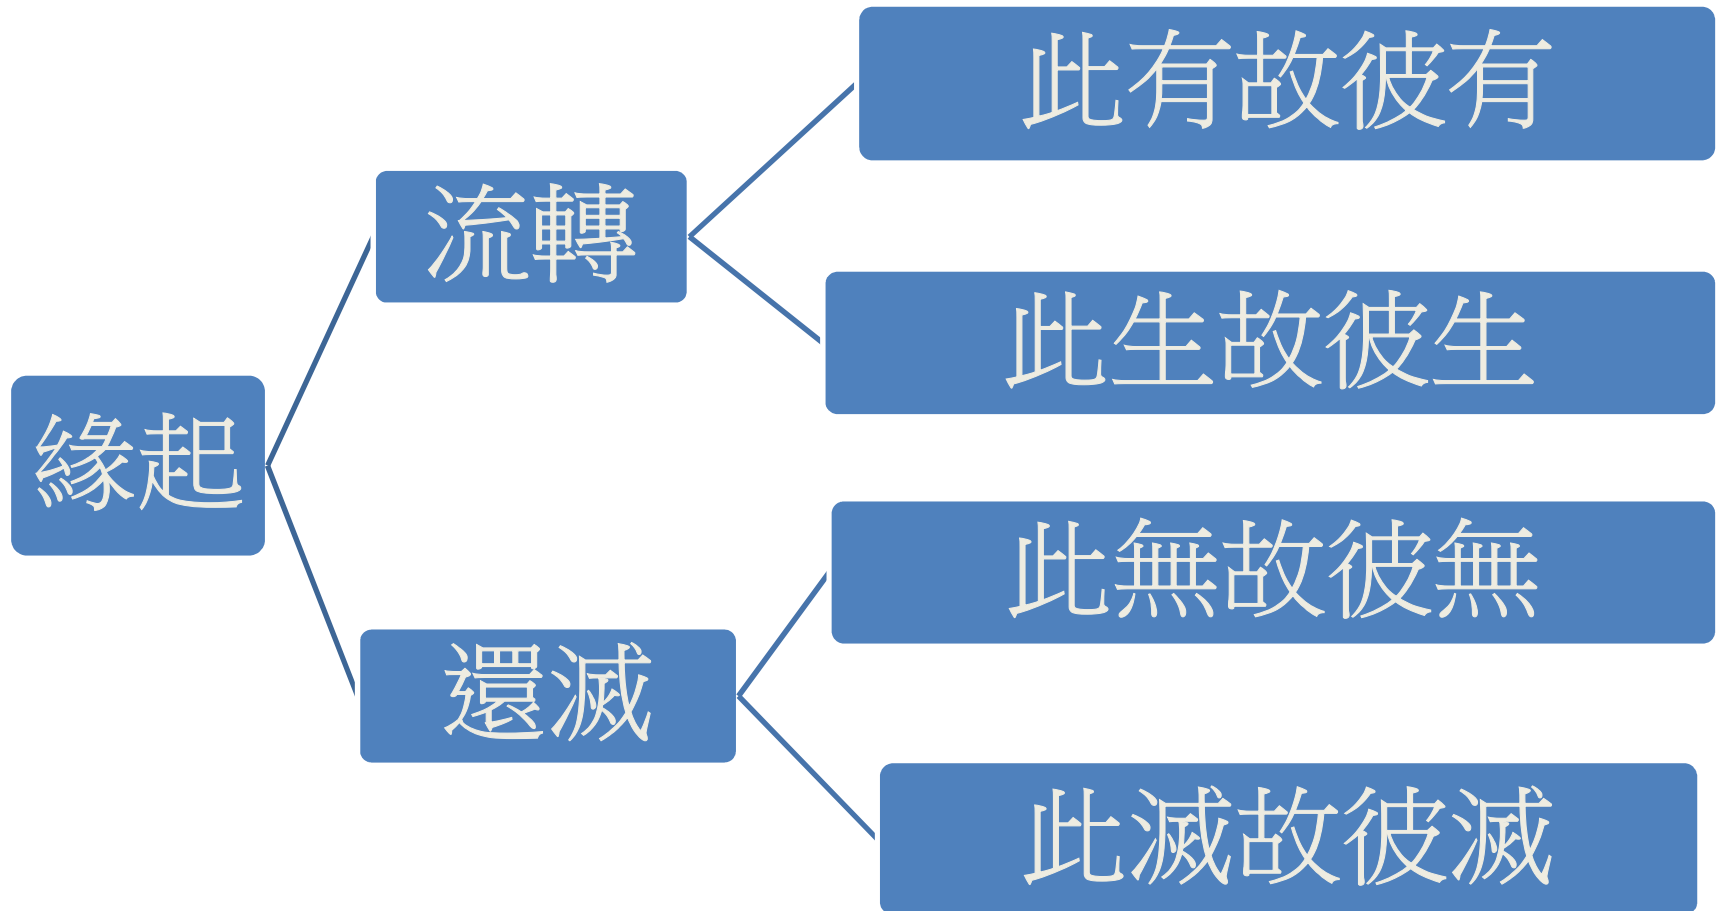 緣起
流轉
此有故彼有
此生故彼生
還滅
此無故彼無
此滅故彼滅